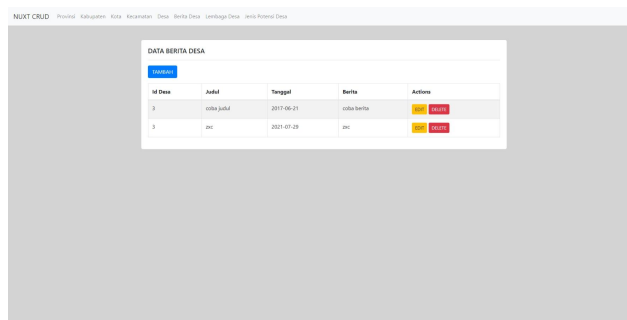 NUXT CRUD Provinsi Kabupaten Kota Kecamatan Desa Berita Desa Lembaga Desa Jenis Potensi Desa
DATA BERITA DESA
TAMBAH
Id Desa Judul Tanggal Berita Actions
3 coba judul 2017-06-21 coba berita EDIT DELETE
3 zxc 2021-07-29 zxc EDIT DELETE